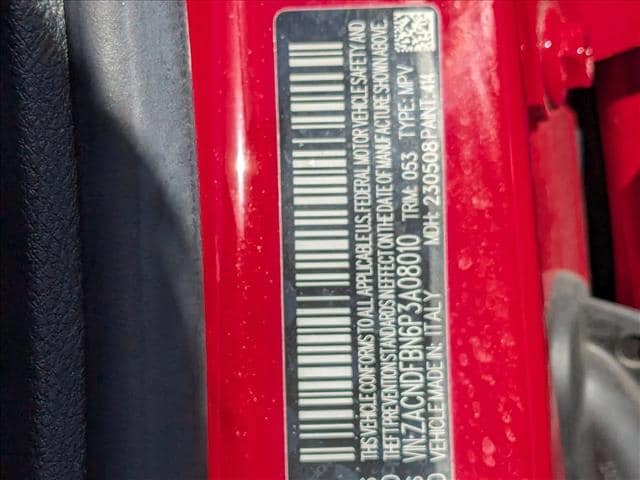 THIS VEHICLE CONFORMS TO ALL APPLICABLE U.S. FEDERAL MOTOR VEHICLE SAFETY AND
THEFT PREVENTION STANDARDS IN EFFECT ON THE DATE OF MANUFACTURE SHOWN ABOVE.
VIN: ZACNDFBN6P3A08010 TRIM: 053 TYPE: MPV
VEHICLE MADE IN: ITALY MDH: 230508 PAINT: 414